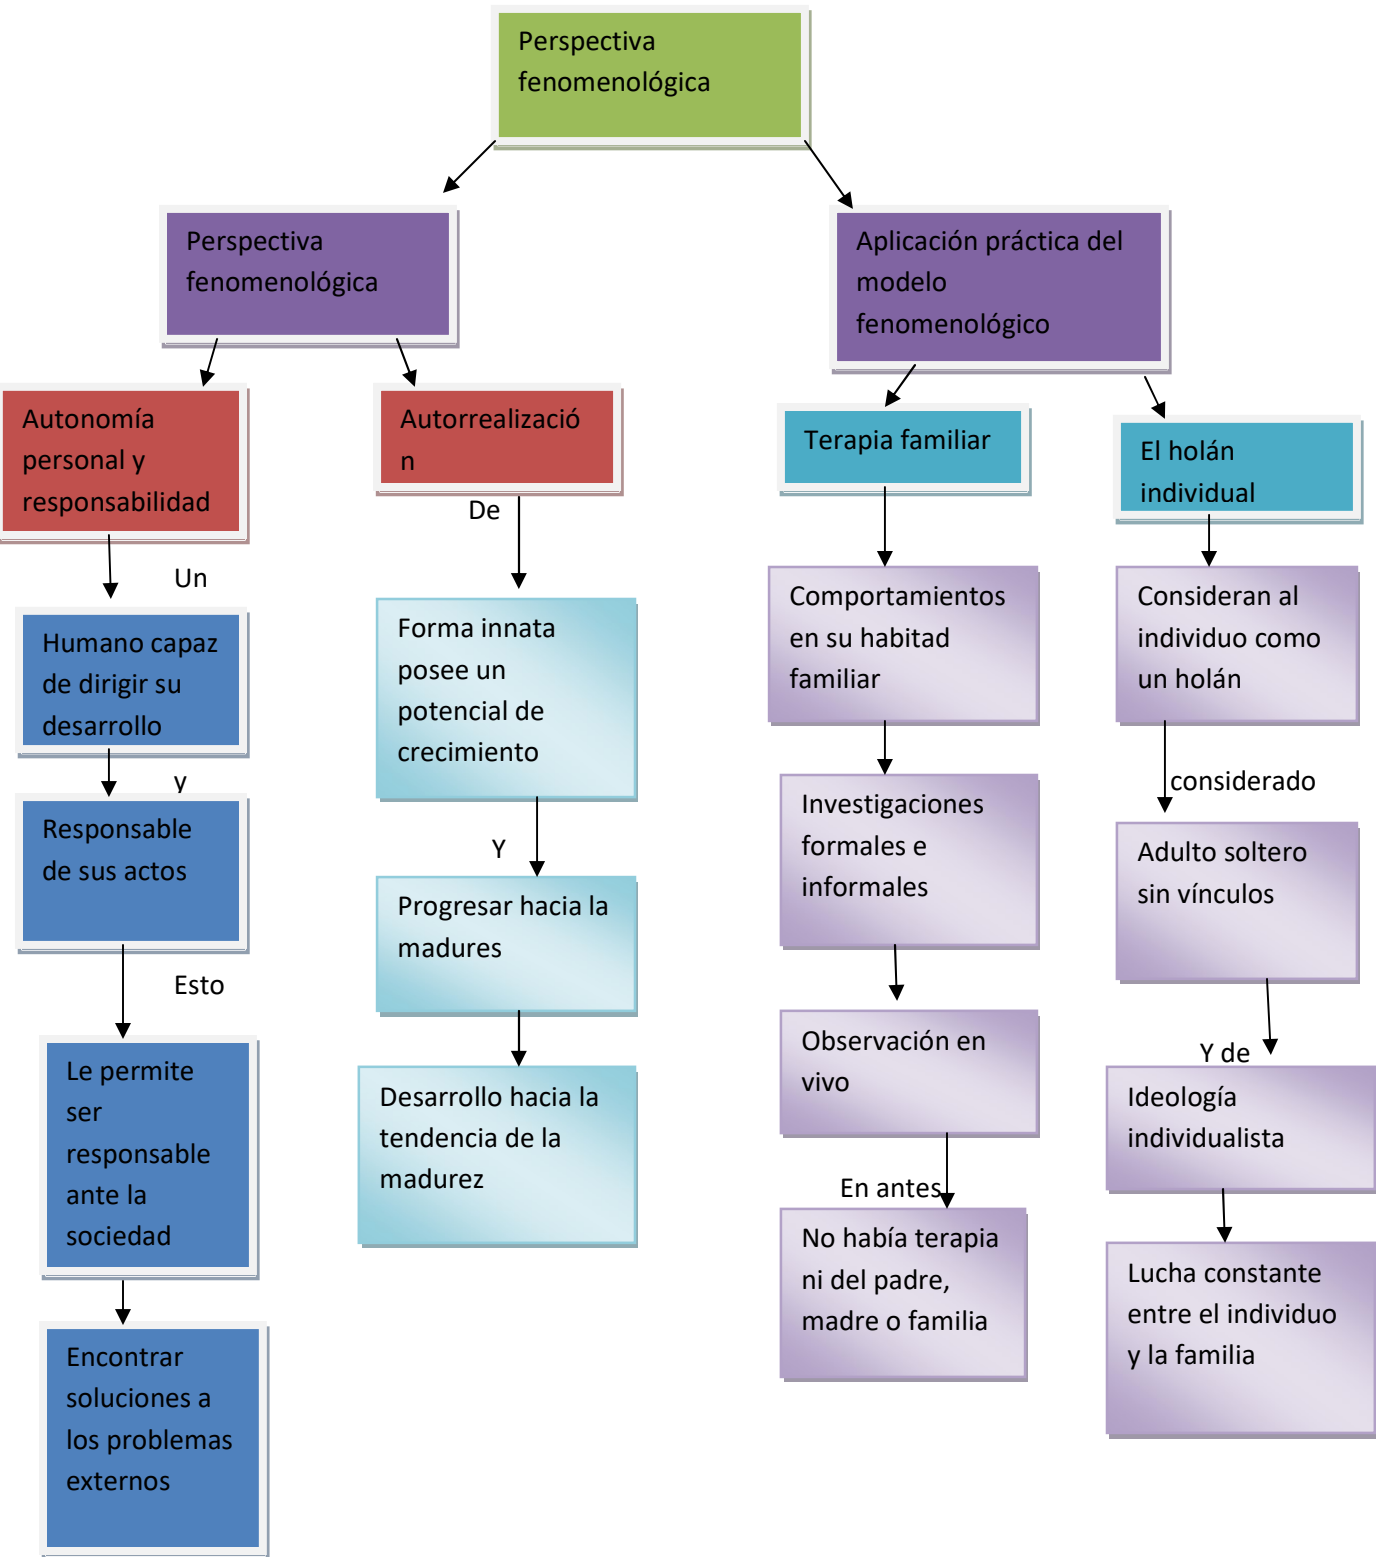 Perspectiva
fenomenológica
Perspectiva
fenomenológica
Aplicación práctica del
modelo
fenomenológico
Autonomía
personal y
responsabilidad
Autorrealizació
n
Terapia familiar
El holán
individual
Un
De
Humano capaz
de dirigir su
desarrollo
y
Responsable
de sus actos
Esto
Le permite
ser
responsable
ante la
sociedad
Encontrar
soluciones a
los problemas
externos
Forma innata
posee un
potencial de
crecimiento
Y
Progresar hacia la
madures
Desarrollo hacia la
tendencia de la
madurez
Comportamientos
en su habitad
familiar
Investigaciones
formales e
informales
Observación en
vivo
En antes
No había terapia
ni del padre,
madre o familia
Consideran al
individuo como
un holán
considerado
Adulto soltero
sin vínculos
Y de
Ideología
individualista
Lucha constante
entre el individuo
y la familia